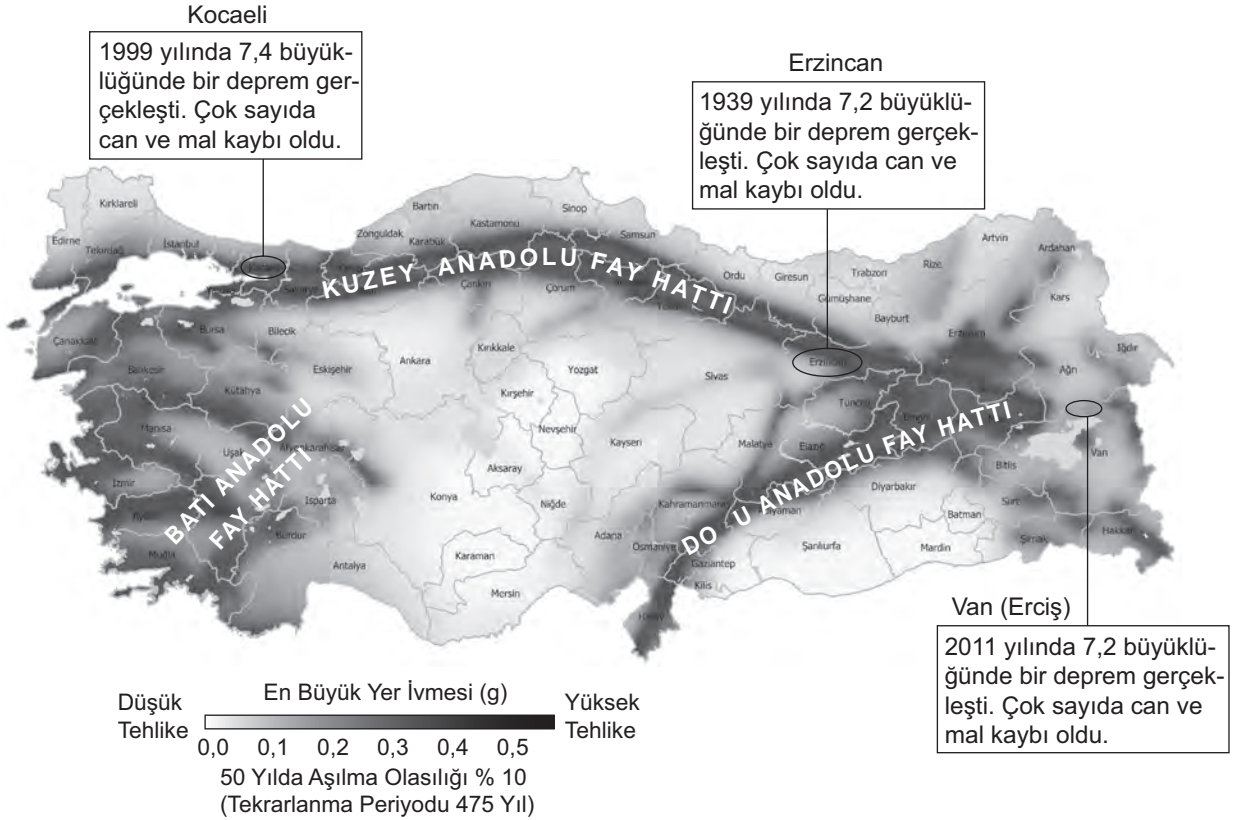 Kocaeli
1999 yılında 7,4 büyük-
lüğünde bir deprem ger-
çekleşti. Çok sayıda
can ve mal kaybı oldu.
Erzincan
1939 yılında 7,2 büyüklü-
ğünde bir deprem gerçek-
leşti. Çok sayıda can ve
mal kaybı oldu.
Kırklareli
Edirne
Tekirdağ
İstanbul
Zonguldak
Bartın
Karabük
Kastamonu
Sinop
Samsun
Ordu
Giresun
Trabzon
Rize
Artvin
Ardahan
Kars
Gümüşhane
Bayburt
Erzurum
Iğdır
Ağrı
KUZEY ANADOLU FAY HATTI
Çankırı
Çorum
Çanakkale
Bursa
Bilecik
Balıkesir
Kütahya
Eskişehir
Ankara
Kırıkkale
Yozgat
Sivas
Erzincan
Tunceli
Kırşehir
Nevşehir
Kayseri
Malatya
Elazığ
Manisa
Uşak
Afyonkarahisar
İzmir
BATI ANADOLU
FAY HATTI
Isparta
Burdur
Muğla
Antalya
Konya
Aksaray
Niğde
Karaman
Mersin
Adana
Osmaniye
Kahramanmaraş
Gaziantep
Kilis
DO U ANADOLU FAY HATTI
Adıyaman
Şanlıurfa
Diyarbakır
Batman
Mardin
Bitlis
Siirt
Şırnak
Hakkari
Van
Van (Erciş)
2011 yılında 7,2 büyüklü-
ğünde bir deprem gerçek-
leşti. Çok sayıda can ve
mal kaybı oldu.
En Büyük Yer İvmesi (g)
Düşük
Tehlike
Yüksek
Tehlike
0,0 0,1 0,2 0,3 0,4 0,5
50 Yılda Aşılma Olasılığı % 10
(Tekrarlanma Periyodu 475 Yıl)